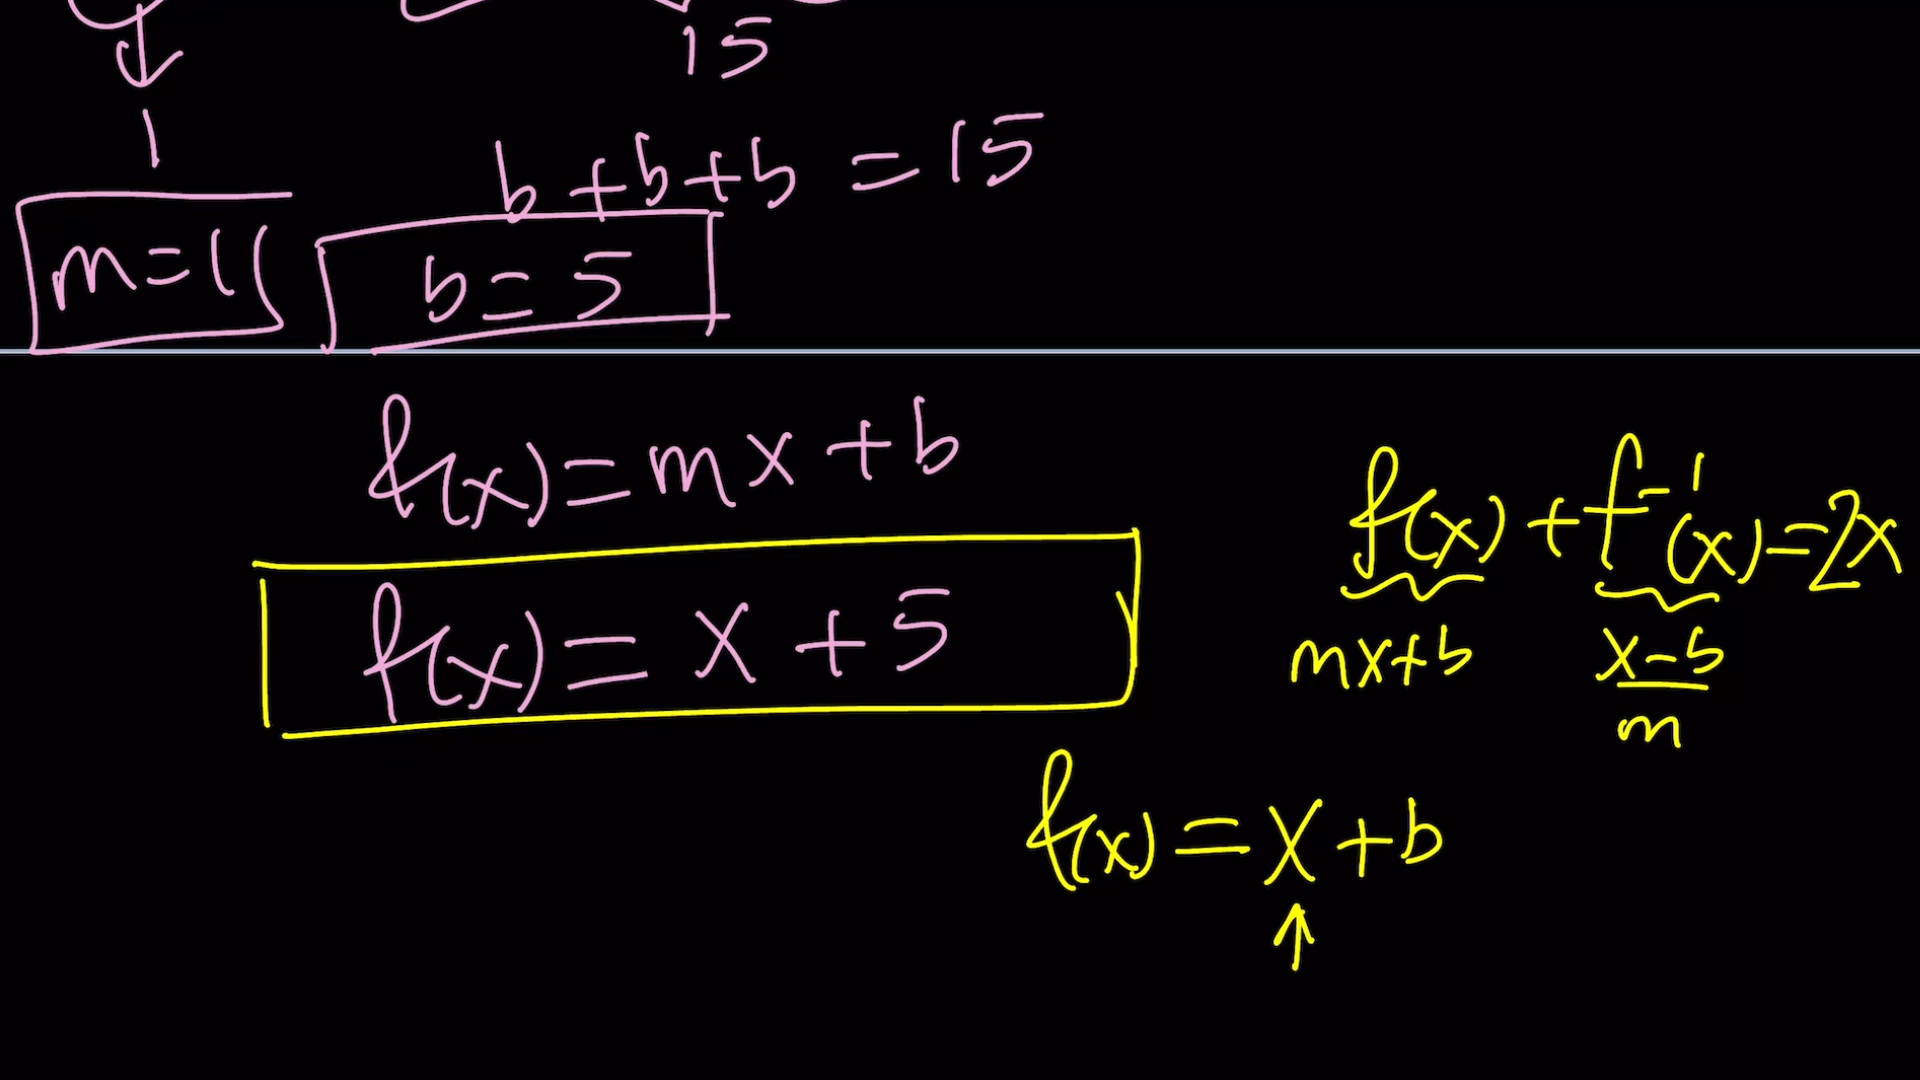 15
1
b + b + b = 15
m = 1
b = 5
f(x) = mx + b
f(x) + f⁻¹(x) = 2x
f(x) = x + 5
mx + b
x - b
m
f(x) = x + b